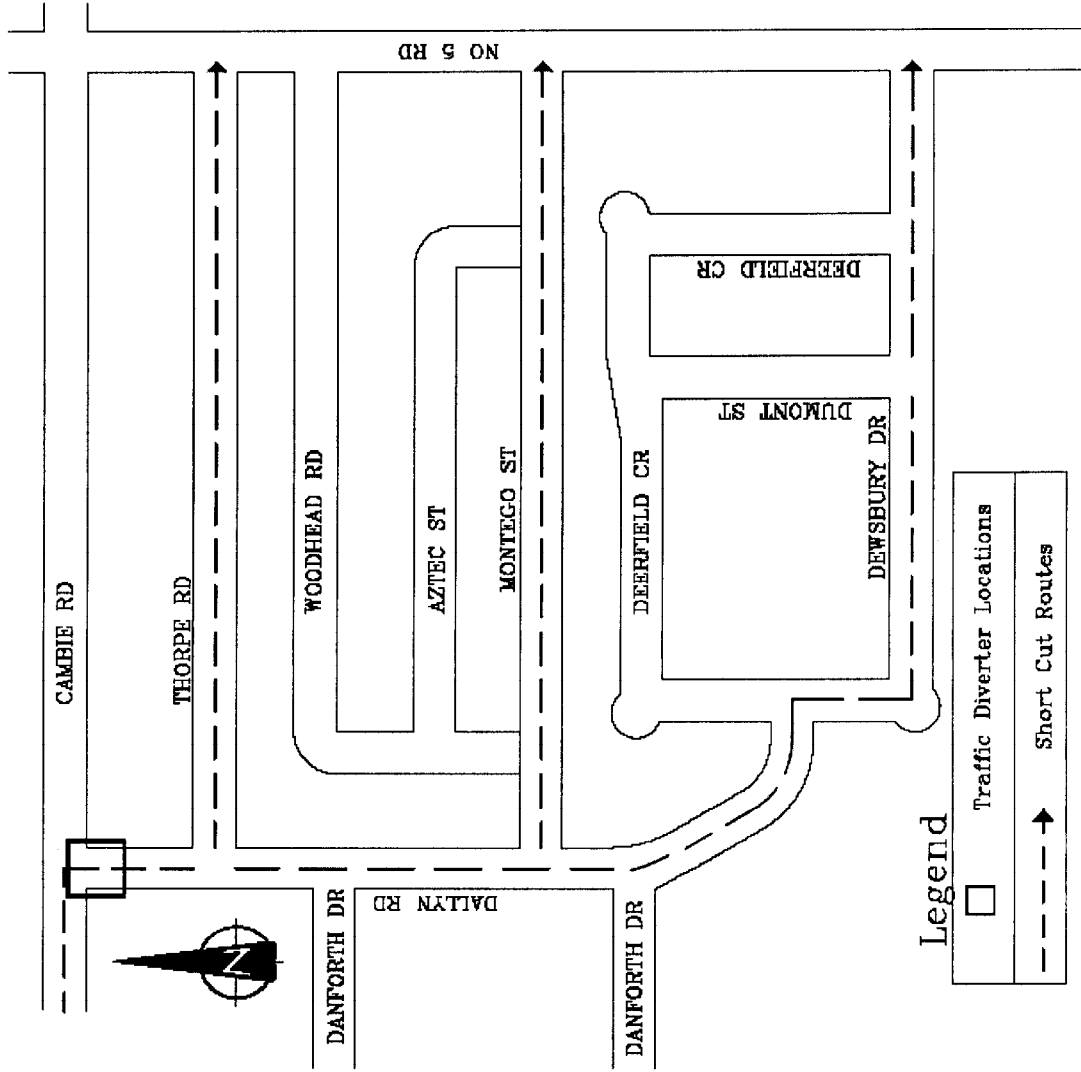 CAMBIE RD
NO 5 RD
THORPE RD
WOODHEAD RD
AZTEC ST
MONTEGO ST
DEERFIELD CR
DEERFIELD CR
DUMONT ST
DEWSBURY DR
DALLYN RD
DANFORTH DR
DANFORTH DR
N
Legend
Traffic Diverter Locations
Short Cut Routes